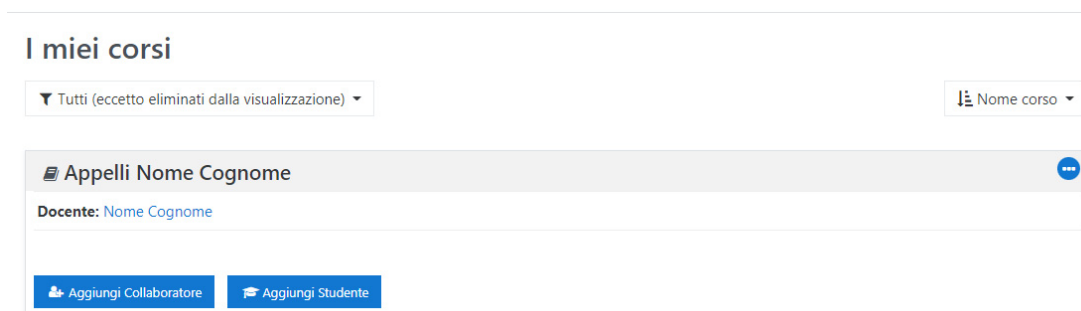 I miei corsi
Tutti (eccetto eliminati dalla visualizzazione)
Nome corso
Appelli Nome Cognome
Docente: Nome Cognome
Aggiungi Collaboratore
Aggiungi Studente